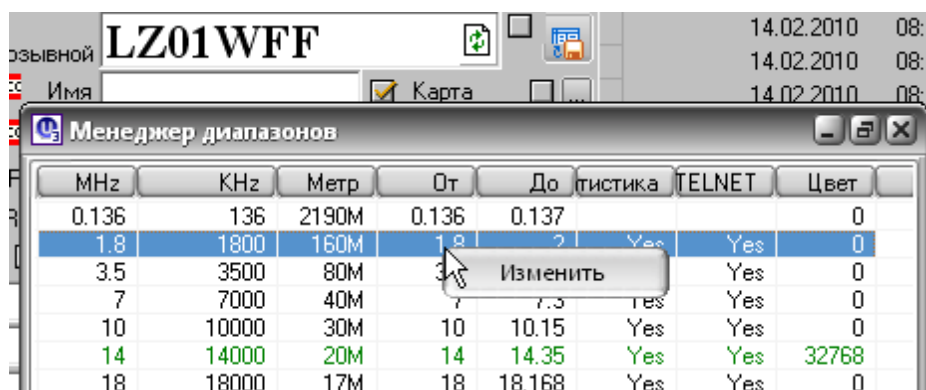 LZ01WFF
14.02.2010 08:
14.02.2010 08:
Имя Карта ... 14.02.2010 08:
Менеджер диапазонов
MHz KHz Метр От До тистика TELNET Цвет
0.136 136 2190M 0.136 0.137 0
1.8 1800 160M 1.8 2 Yes Yes 0
3.5 3500 80M Yes 0
Изменить
7 7000 40M 7 7.3 Yes Yes 0
10 10000 30M 10 10.15 Yes Yes 0
14 14000 20M 14 14.35 Yes Yes 32768
18 18000 17M 18 18.168 Yes Yes 0